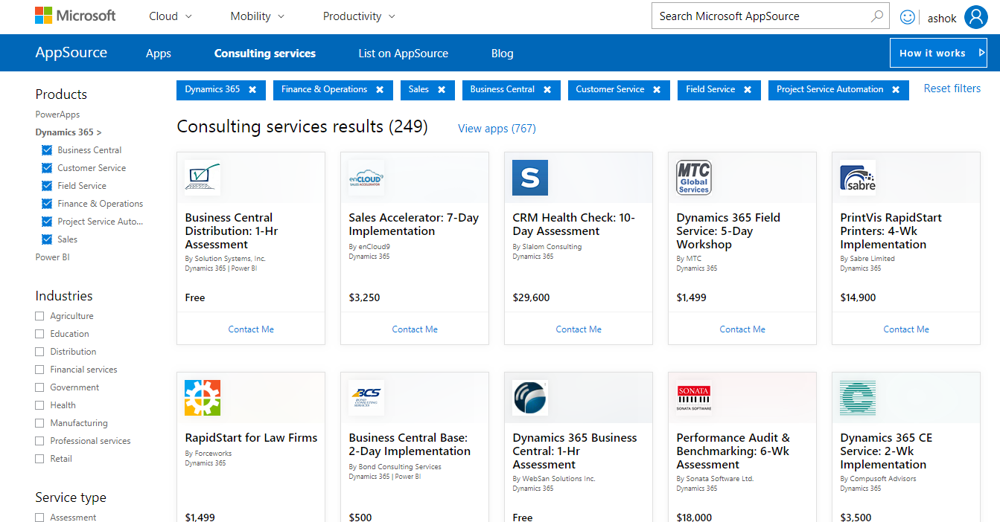 Microsoft
Cloud
Mobility
Productivity
Search Microsoft AppSource
ashok
AppSource
Apps
Consulting services
List on AppSource
Blog
How it works
Products
PowerApps
Dynamics 365 >
Business Central
Customer Service
Field Service
Finance & Operations
Project Service Auto...
Sales
Power BI
Industries
Agriculture
Education
Distribution
Financial services
Government
Health
Manufacturing
Professional services
Retail
Service type
Assessment
Dynamics 365
Finance & Operations
Sales
Business Central
Customer Service
Field Service
Project Service Automation
Reset filters
Consulting services results (249)
View apps (767)
Business Central
Distribution: 1-Hr
Assessment
By Solution Systems, Inc.
Dynamics 365 | Power BI
Free
Contact Me
enCLOUD9
SALES ACCELERATOR
Sales Accelerator: 7-Day
Implementation
By enCloud9
Dynamics 365
$3,250
Contact Me
S
CRM Health Check: 10-
Day Assessment
By Slalom Consulting
Dynamics 365
$29,600
Contact Me
MTC
Global
Services
Dynamics 365 Field
Service: 5-Day
Workshop
By MTC
Dynamics 365
$1,499
Contact Me
sabre
PrintVis RapidStart
Printers: 4-Wk
Implementation
By Sabre Limited
Dynamics 365
$14,900
Contact Me
RapidStart for Law Firms
By Forceworks
Dynamics 365
$1,499
BCS
BOND
CONSULTING
SERVICES
Business Central Base:
2-Day Implementation
By Bond Consulting Services
Dynamics 365 | Power BI
$500
Dynamics 365 Business
Central: 1-Hr
Assessment
By WebSan Solutions Inc.
Dynamics 365
Free
SONATA
SONATA SOFTWARE
Performance Audit &
Benchmarking: 6-Wk
Assessment
By Sonata Software Ltd.
Dynamics 365
$18,000
Dynamics 365 CE
Service: 2-Wk
Implementation
By Compusoft Advisors
Dynamics 365
$3,500